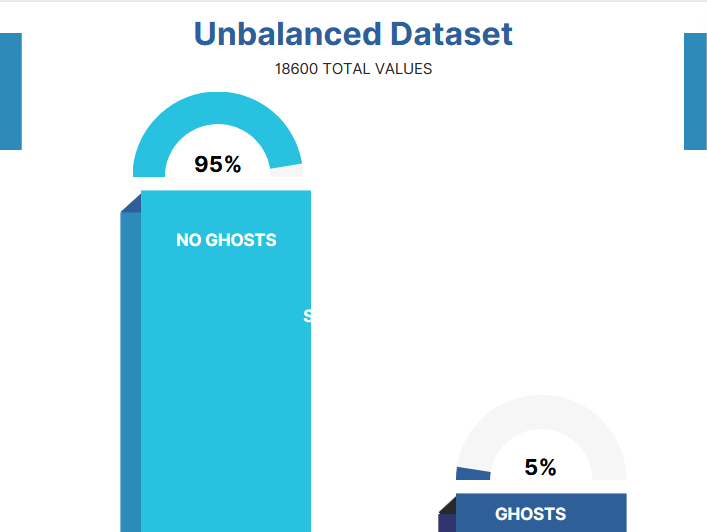 Unbalanced Dataset
18600 TOTAL VALUES
95%
NO GHOSTS
5%
GHOSTS